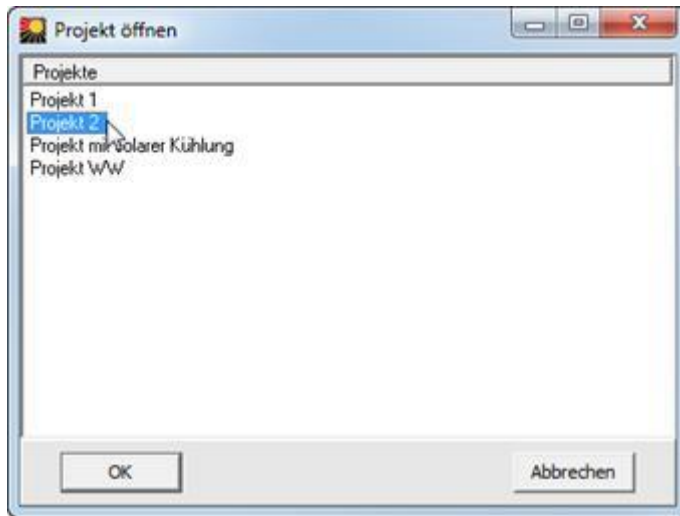 Projekt öffnen
Projekte
Projekt 1
Projekt 2
Projekt mit solarer Kühlung
Projekt WW
OK
Abbrechen